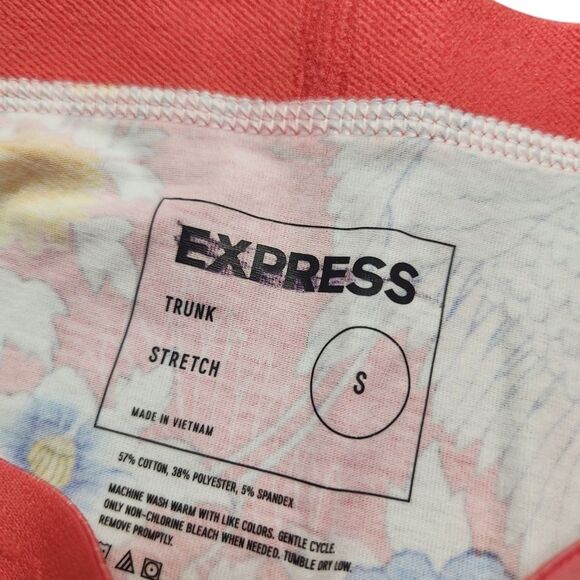 EXPRESS
TRUNK
STRETCH
S
MADE IN VIETNAM
57% COTTON, 38% POLYESTER, 5% SPANDEX
MACHINE WASH WARM WITH LIKE COLORS. GENTLE CYCLE.
ONLY NON-CHLORINE BLEACH WHEN NEEDED. TUMBLE DRY LOW.
REMOVE PROMPTLY.